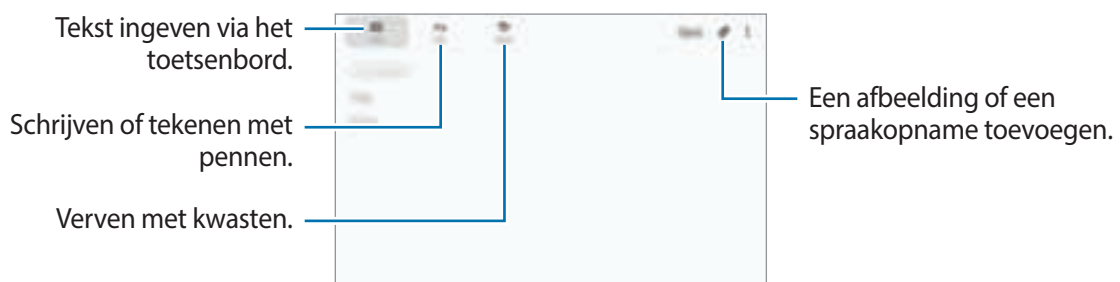 Tekst ingeven via het
toetsenbord.
Schrijven of tekenen met
pennen.
Verven met kwasten.
Een afbeelding of een
spraakopname toevoegen.